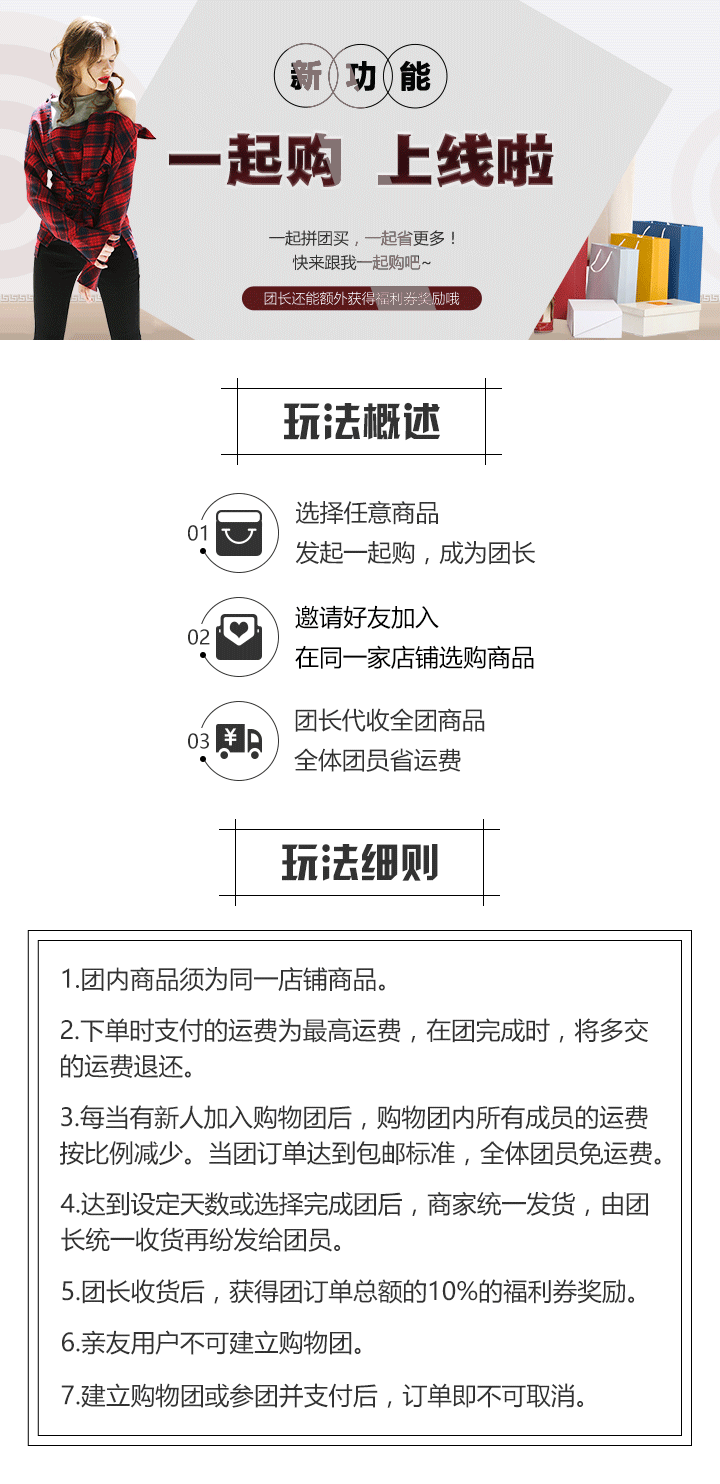 新功能
一起购 上线啦
一起拼团买，一起省更多！
快来跟我一起购吧~
团长还能额外获得福利券奖励哦
玩法概述
01
选择任意商品
发起一起购，成为团长
02
邀请好友加入
在同一家店铺选购商品
03
团长代收全团商品
全体团员省运费
玩法细则
1.团内商品须为同一店铺商品。
2.下单时支付的运费为最高运费，在团完成时，将多交
的运费退还。
3.每当有新人加入购物团后，购物团内所有成员的运费
按比例减少。当团订单达到包邮标准，全体团员免运费。
4.达到设定天数或选择完成团后，商家统一发货，由团
长统一收货再纷发给团员。
5.团长收货后，获得团订单总额的10%的福利券奖励。
6.亲友用户不可建立购物团。
7.建立购物团或参团并支付后，订单即不可取消。